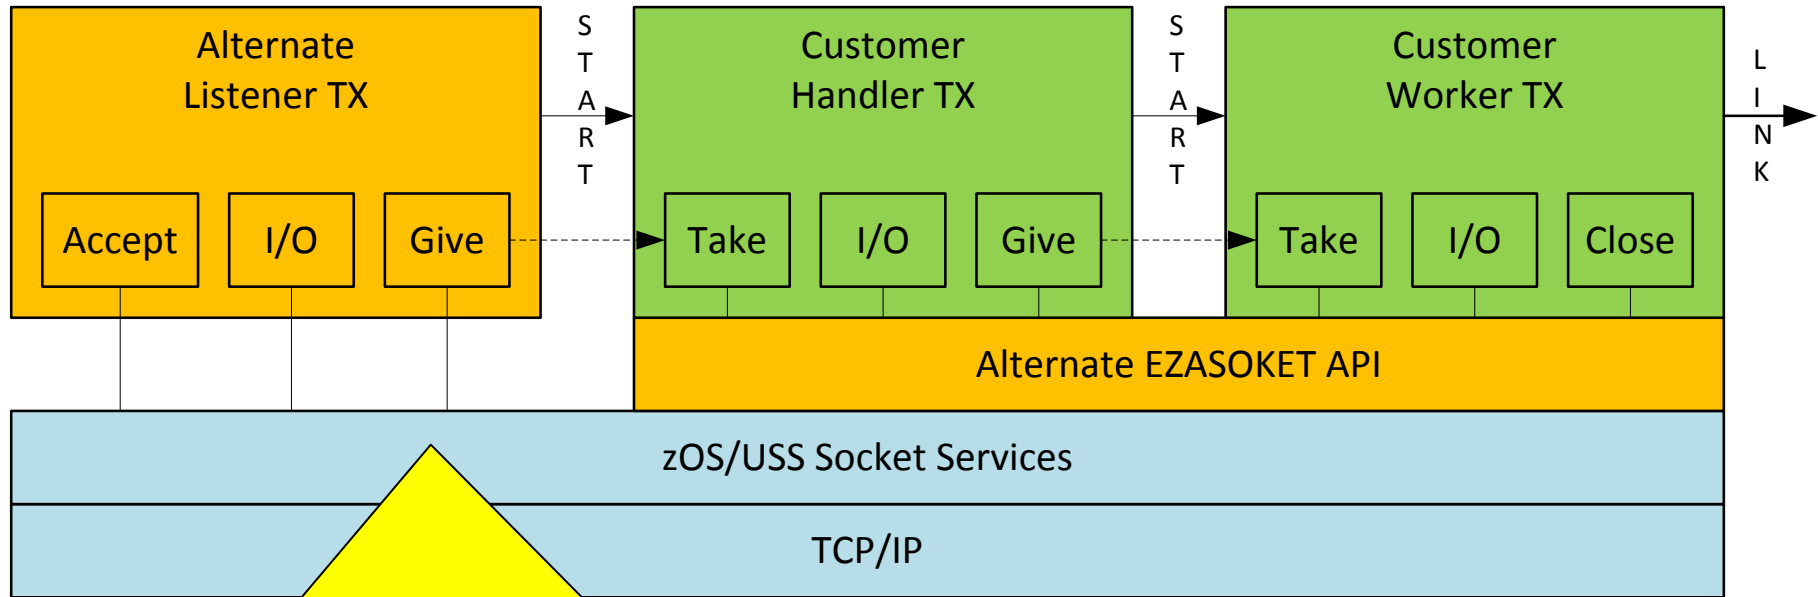 Alternate
Listener TX
S
T
A
R
T
Customer
Handler TX
S
T
A
R
T
Customer
Worker TX
L
I
N
K
Accept
I/O
Give
Take
I/O
Give
Take
I/O
Close
Alternate EZASOKET API
zOS/USS Socket Services
TCP/IP